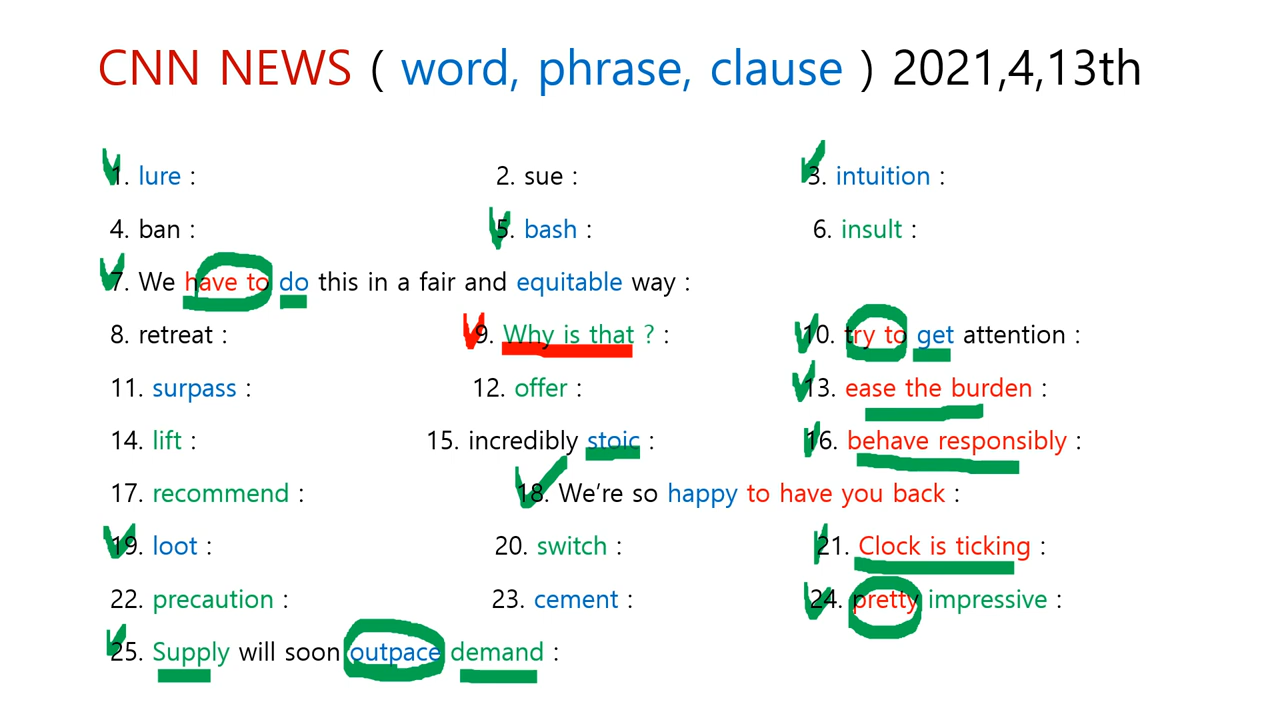 CNN NEWS ( word, phrase, clause ) 2021,4,13th
1. lure : 2. sue : 3. intuition :
4. ban : 5. bash : 6. insult :
7. We have to do this in a fair and equitable way :
8. retreat : 9. Why is that ? : 10. try to get attention :
11. surpass : 12. offer : 13. ease the burden :
14. lift : 15. incredibly stoic : 16. behave responsibly :
17. recommend : 18. We’re so happy to have you back :
19. loot : 20. switch : 21. Clock is ticking :
22. precaution : 23. cement : 24. pretty impressive :
25. Supply will soon outpace demand :